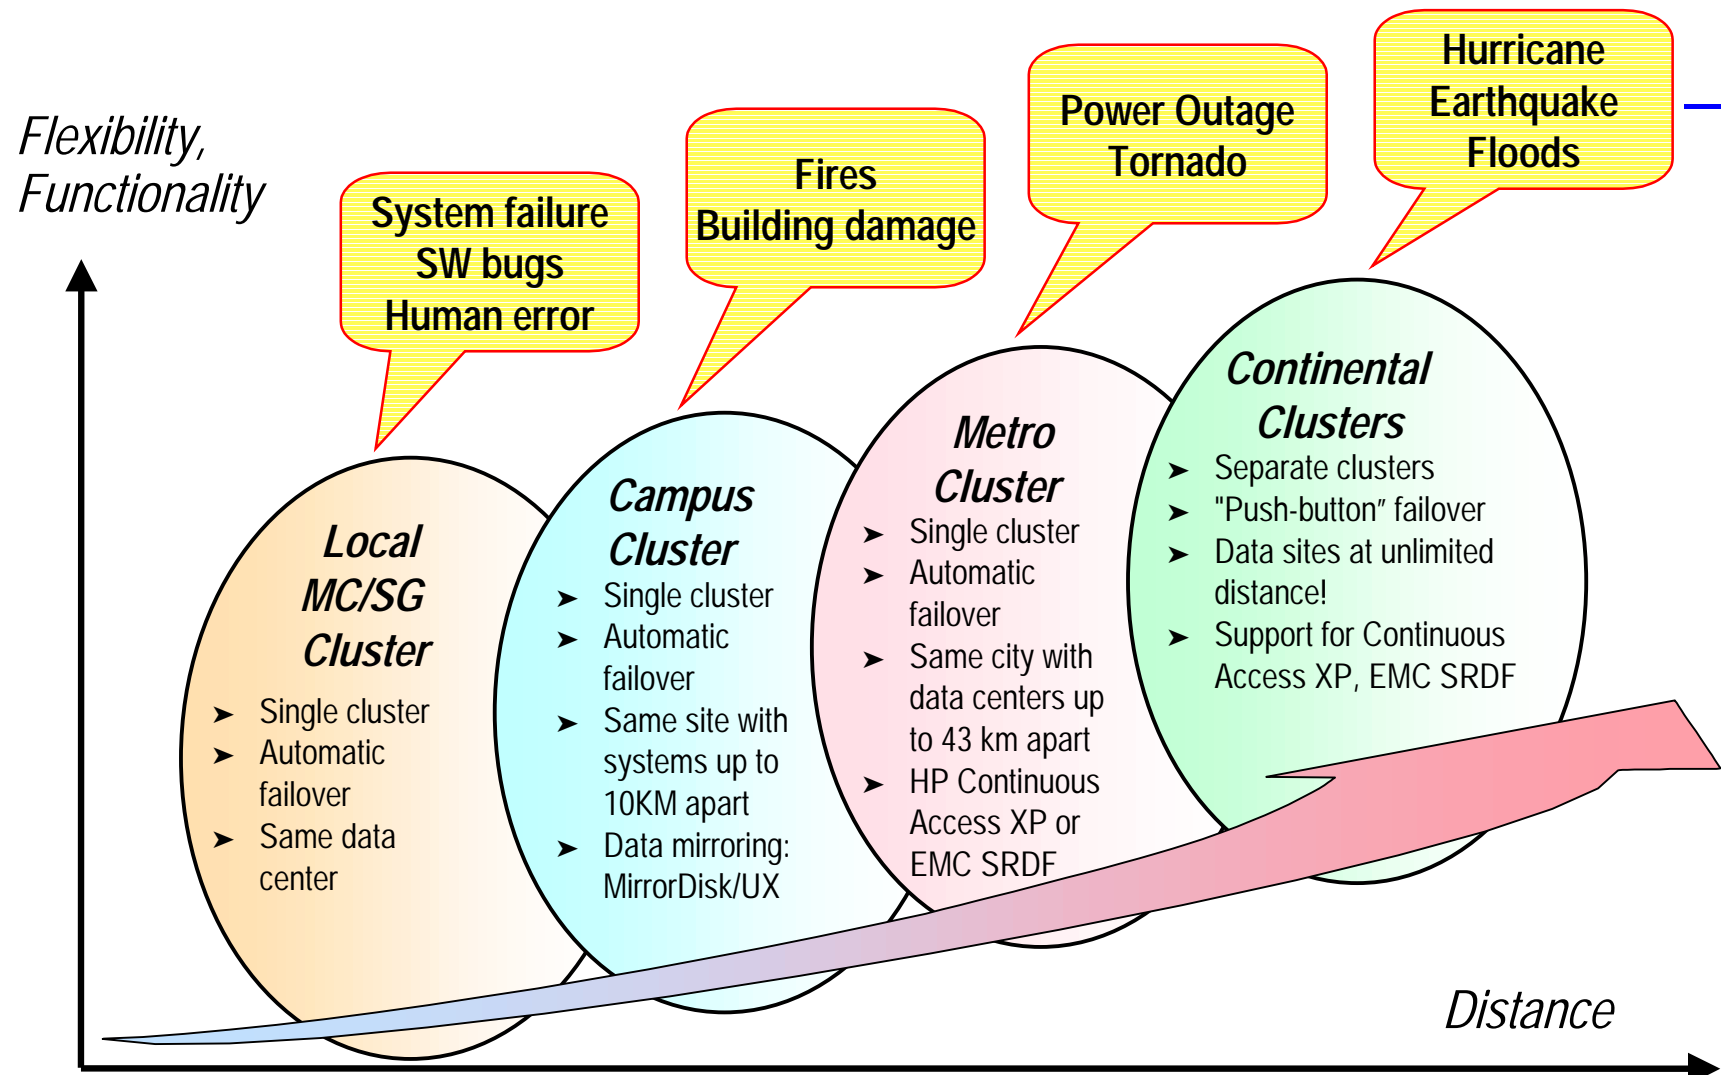 Flexibility,
Functionality
System failure
SW bugs
Human error
Fires
Building damage
Power Outage
Tornado
Hurricane
Earthquake
Floods
Local
MC/SG
Cluster
➤ Single cluster
➤ Automatic
failover
➤ Same data
center
Campus
Cluster
➤ Single cluster
➤ Automatic
failover
➤ Same site with
systems up to
10KM apart
➤ Data mirroring:
MirrorDisk/UX
Metro
Cluster
➤ Single cluster
➤ Automatic
failover
➤ Same city with
data centers up
to 43 km apart
➤ HP Continuous
Access XP or
EMC SRDF
Continental
Clusters
➤ Separate clusters
➤ "Push-button” failover
➤ Data sites at unlimited
distance!
➤ Support for Continuous
Access XP, EMC SRDF
Distance